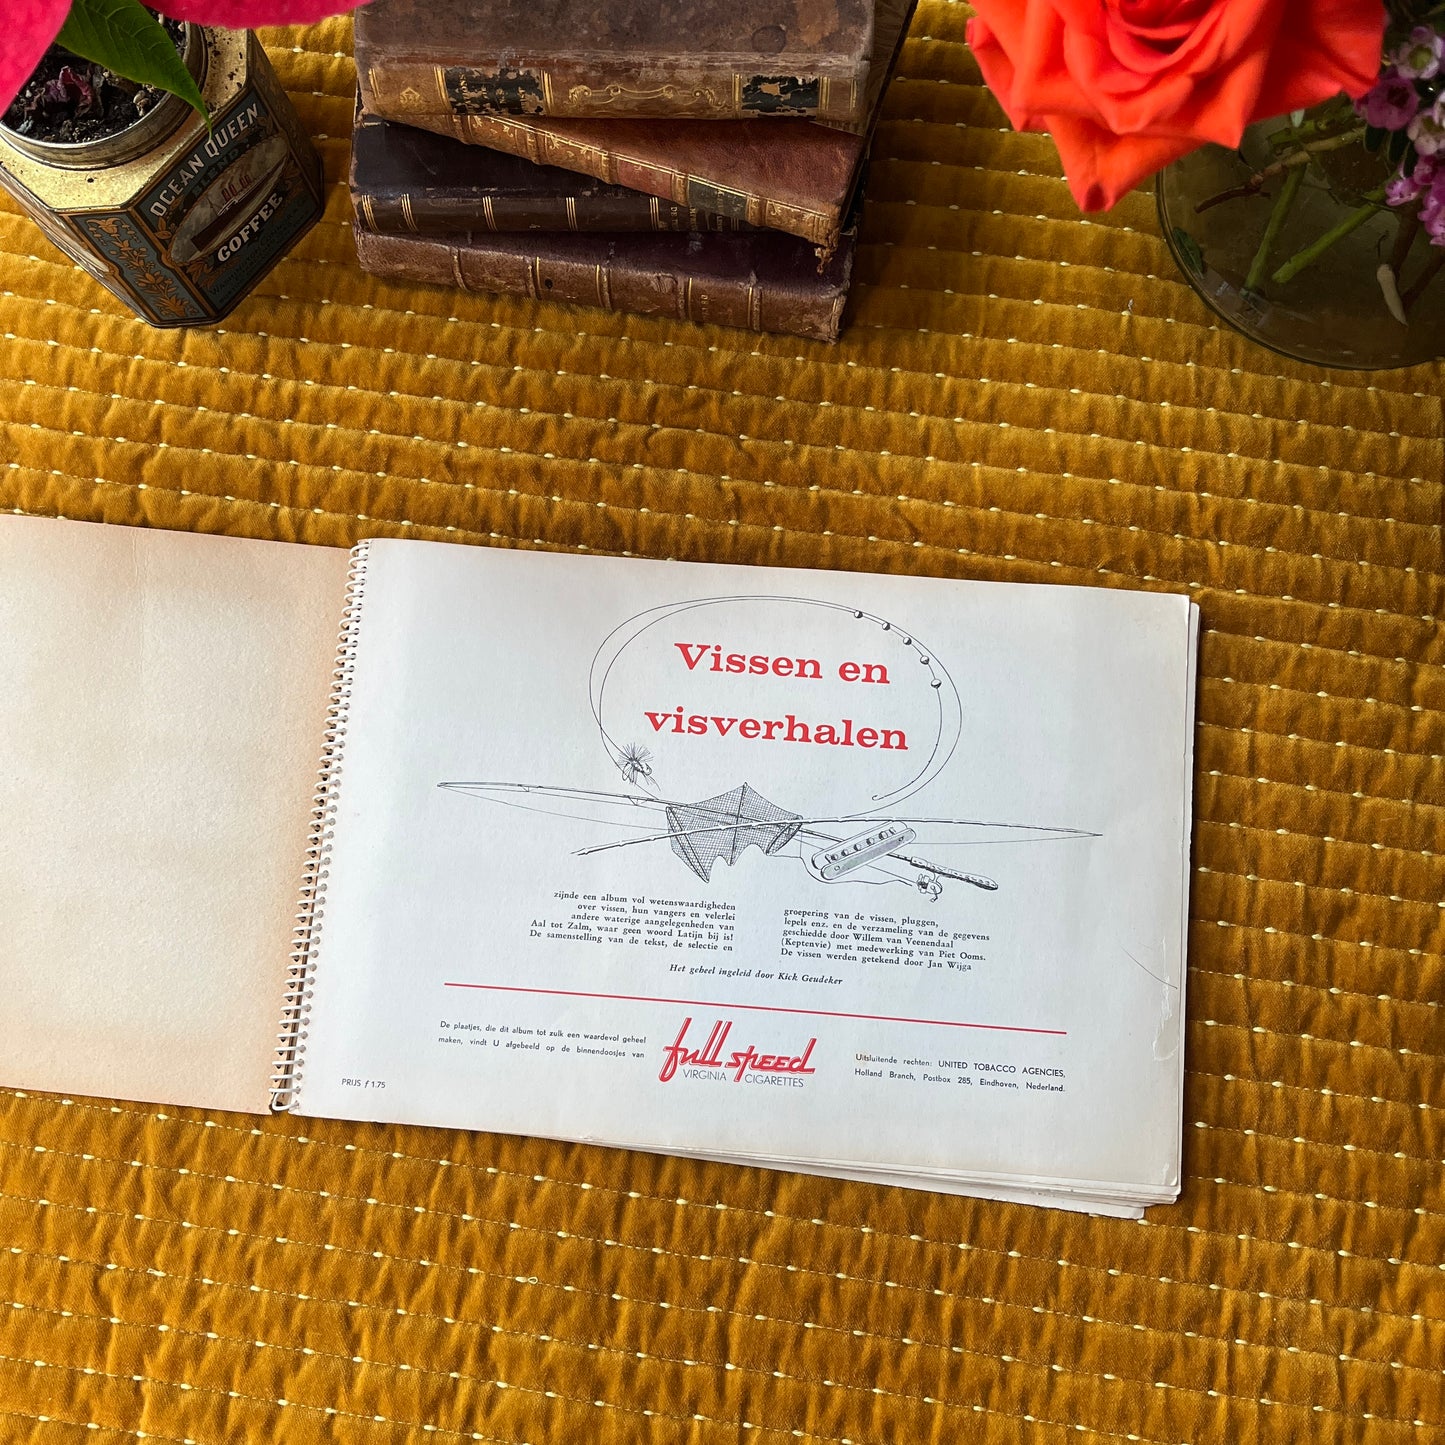 OCEAN QUEEN
BLEND
COFFEE
Vissen en
visverhalen
zijnde een album vol wetenswaardigheden
over vissen, hun vangers en velerlei
andere waterige aangelegenheden van
Aal tot Zalm, waar geen woord Latijn bij is!
De samenstelling van de tekst, de selectie en
groepering van de vissen, pluggen,
lepels enz. en de verzameling van de gegevens
geschiedde door Willem van Veenendaal
(Keptenvie) met medewerking van Piet Ooms.
De vissen werden getekend door Jan Wijga
Het geheel ingeleid door Kick Geudeker
De plaatjes, die dit album tot zulk een waardevol geheel
maken, vindt U afgebeeld op de binnendoosjes van
full speed
VIRGINIA CIGARETTES
Uitsluitende rechten: UNITED TOBACCO AGENCIES,
Holland Branch, Postbox 285, Eindhoven, Nederland.
PRIJS ƒ 1.75